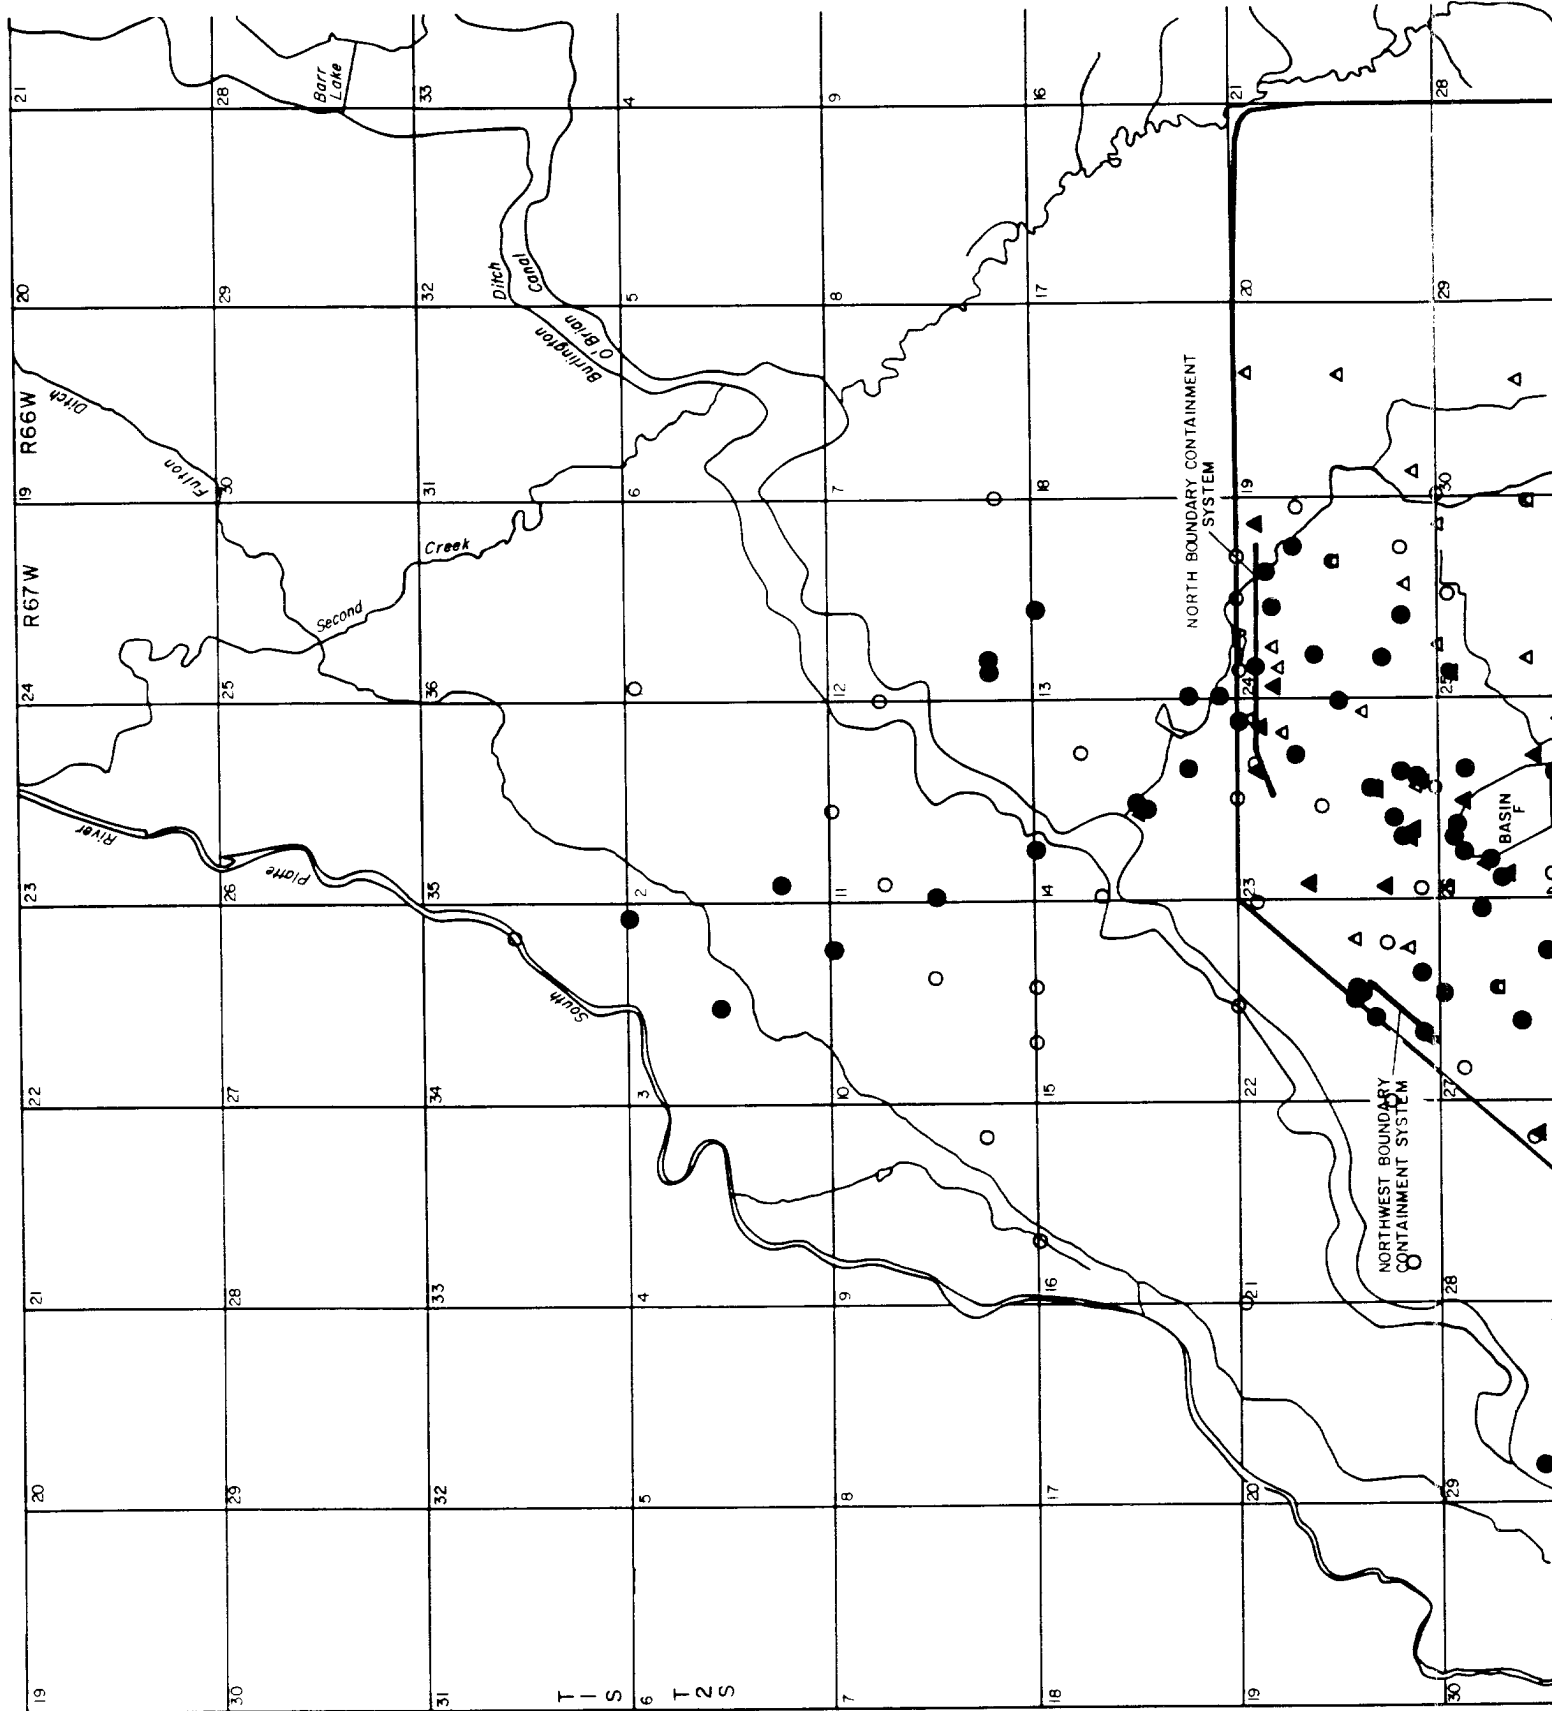 R67W R66W
19 20 21 22 23 24 19 20 21
Ditch
River
Fulton
30 29 28 27 26 25 30 29 28
Platte
Barr
Lake
Second
31 32 33 34 35 36 31 32 33
Creek
Ditch
Canal
Burlington
O'Brian
South
T1S
6 5 4 3 2 6 5 4
T2S
7 8 9 10 11 12 7 8 9
18 17 16 15 14 13 18 17 16
NORTH BOUNDARY CONTAINMENT
SYSTEM
19 20 21 22 23 24 19 20 21
NORTHWEST BOUNDARY
CONTAINMENT SYSTEM
30 29 28 27 26 25 30 29 28
BASIN
F